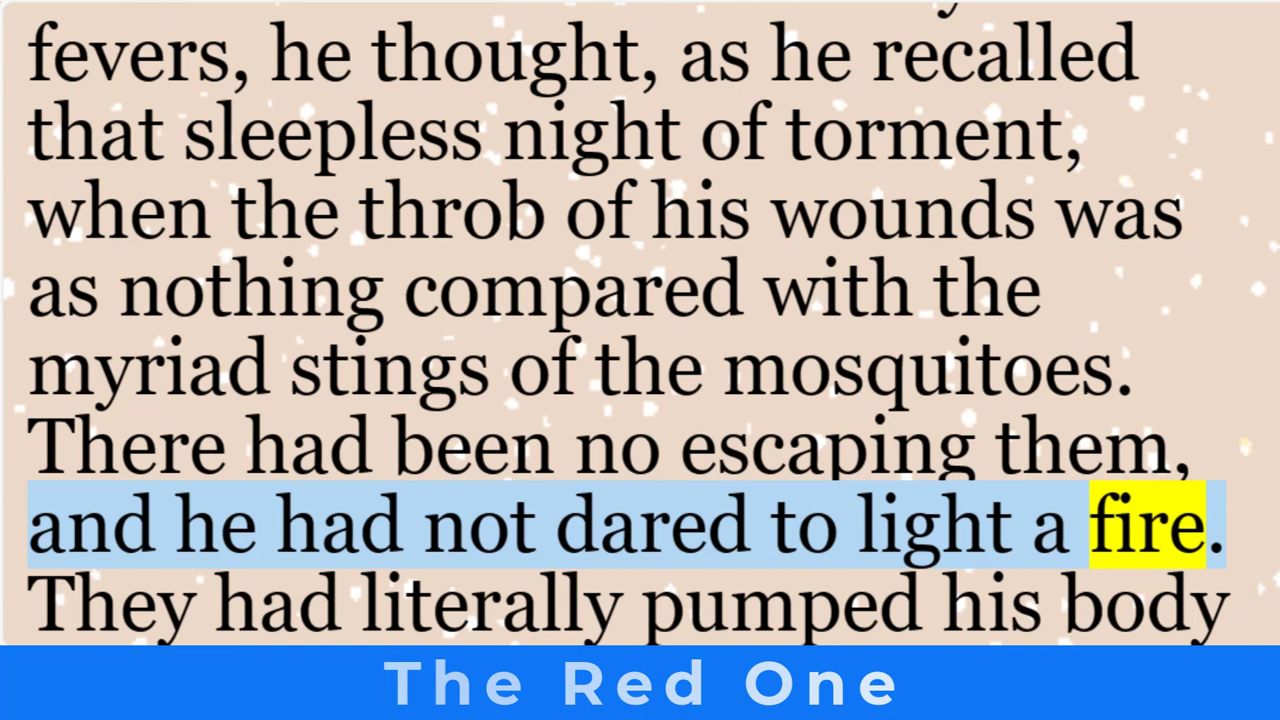 fevers, he thought, as he recalled
that sleepless night of torment,
when the throb of his wounds was
as nothing compared with the
myriad stings of the mosquitoes.
There had been no escaping them,
and he had not dared to light a fire.
They had literally pumped his body
The Red One